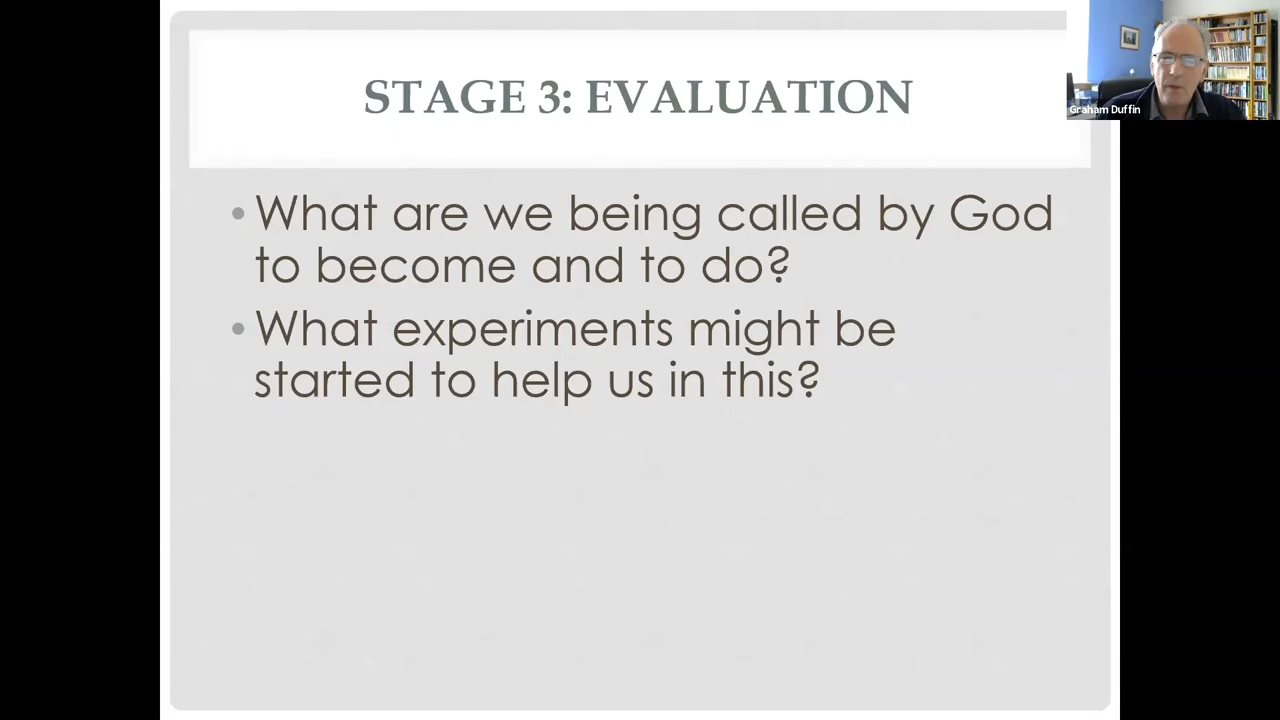 STAGE 3: EVALUATION
Graham Duffin
• What are we being called by God
to become and to do?
• What experiments might be
started to help us in this?